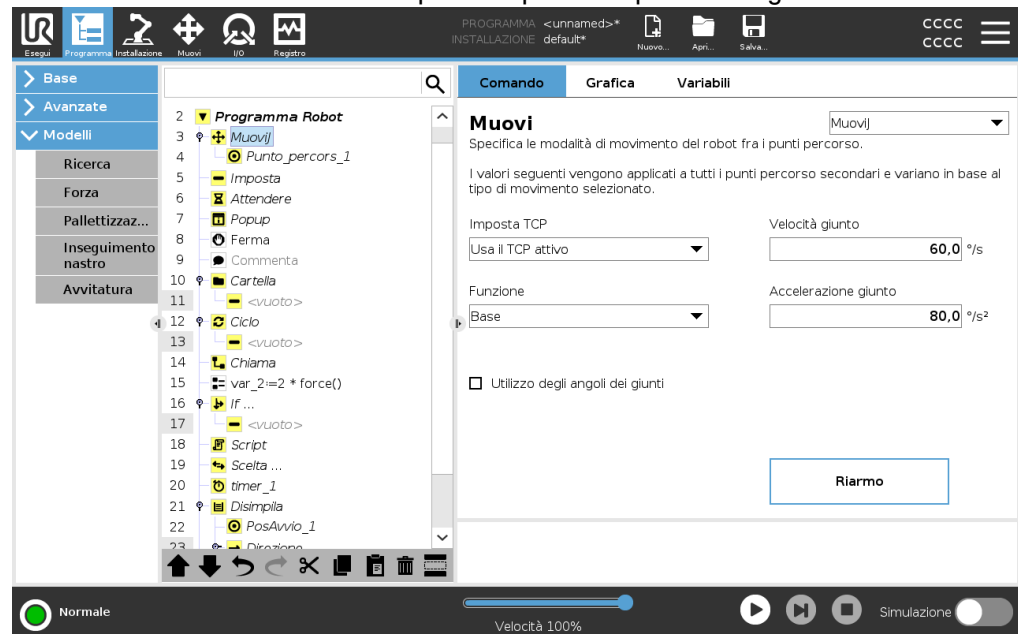 PROGRAMMA <unnamed>*
INSTALLAZIONE default*
Esegui
Programma
Installazione
Muovi
I/O
Registro
Nuovo...
Apri...
Salva...
cccc
cccc
Base
Avanzate
Modelli
Ricerca
Forza
Pallettizzaz...
Inseguimento
nastro
Avvitatura
2 Programma Robot
3 MuoviJ
4 Punto_percors_1
5 Imposta
6 Attendere
7 Popup
8 Ferma
9 Commenta
10 Cartella
11 <vuoto>
12 Ciclo
13 <vuoto>
14 Chiama
15 var_2:=2 * force()
16 If ...
17 <vuoto>
18 Script
19 Scelta ...
20 timer_1
21 Disimpila
22 PosAvvio_1
23 Direzione
Comando
Grafica
Variabili
Muovi
MuoviJ
Specifica le modalità di movimento del robot fra i punti percorso.
I valori seguenti vengono applicati a tutti i punti percorso secondari e variano in base al
tipo di movimento selezionato.
Imposta TCP
Velocità giunto
Usa il TCP attivo
60,0 °/s
Funzione
Accelerazione giunto
Base
80,0 °/s²
Utilizzo degli angoli dei giunti
Riarmo
Normale
Velocità 100%
Simulazione